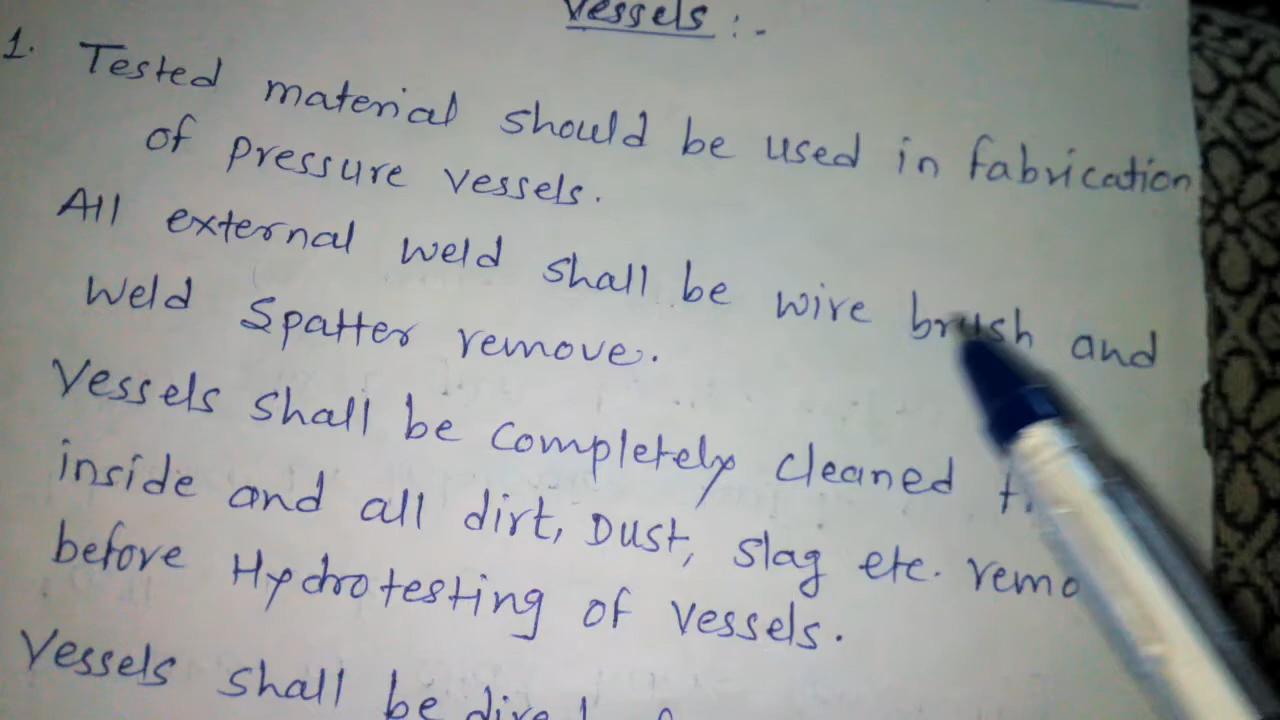 Vessels :-
1. Tested material should be used in fabrication
of pressure vessels.
All external weld shall be wire brush and
Weld Spatter remove.
Vessels shall be completely cleaned
inside and all dirt, Dust, Slag etc.
before Hydrotesting of Vessels.
Vessels shall be